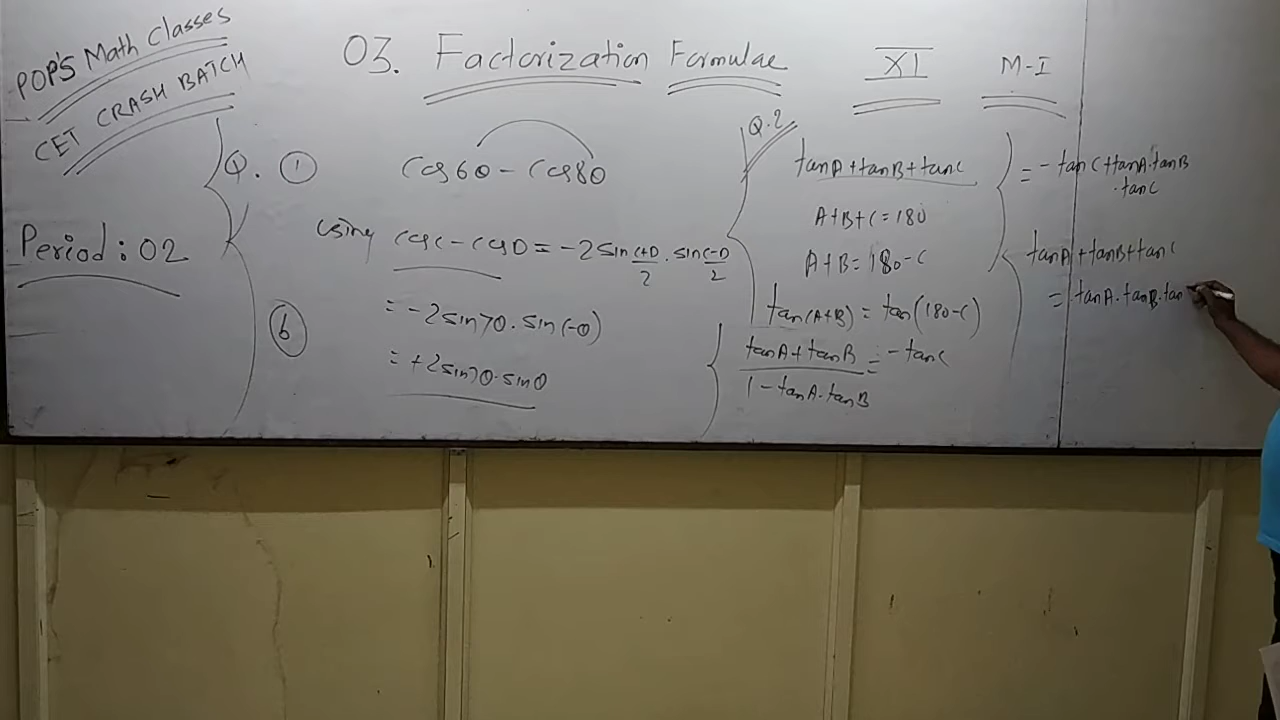 POP'S Math Classes
CET CRASH BATCH
03. Factorization Formulae XI M-I
Period: 02
Q. ① Cos6θ - Cos8θ
using CosC - CosD = -2 sin C+D/2 . sin C-D/2
= -2sin7θ. sin(-θ)
= +2sin7θ.sinθ
b
Q.2
tanA+tanB+tanC
A+B+C = 180
A+B = 180-C
tan(A+B) = tan(180-C)
tanA+tanB / 1-tanA.tanB = -tanC
= -tanC+tanA.tanB
.tanC
tanA+tanB+tanC
= tanA.tanB.tan